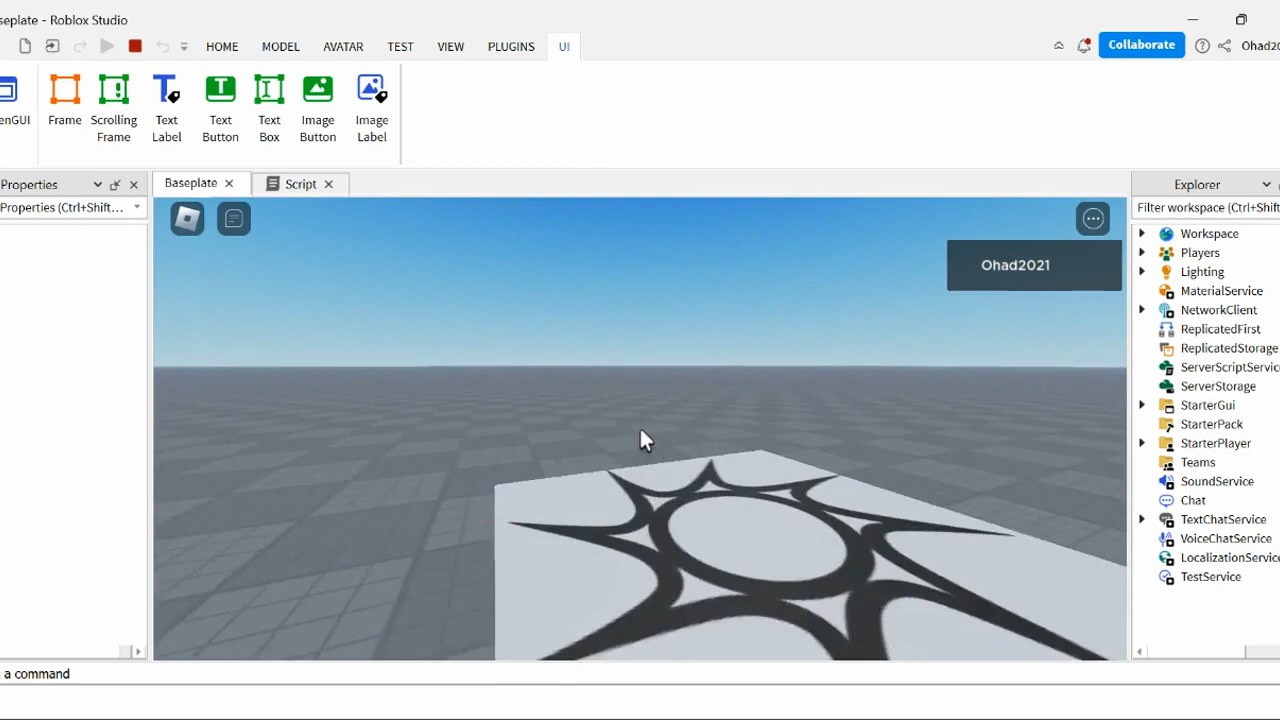 seplate - Roblox Studio
HOME MODEL AVATAR TEST VIEW PLUGINS UI
Collaborate
Ohad20
enGUI
Frame
Scrolling
Frame
Text
Label
Text
Button
Text
Box
Image
Button
Image
Label
Properties
Baseplate
Script
Explorer
Properties (Ctrl+Shift...
Filter workspace (Ctrl+Shift
Ohad2021
Workspace
Players
Lighting
MaterialService
NetworkClient
ReplicatedFirst
ReplicatedStorage
ServerScriptServic
ServerStorage
StarterGui
StarterPack
StarterPlayer
Teams
SoundService
Chat
TextChatService
VoiceChatService
LocalizationServic
TestService
a command